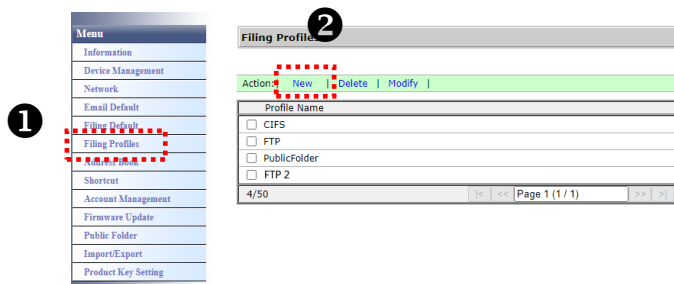 ❷
Menu
Filing Profiles
Information
Device Management
Network
Action: | New | Delete | Modify |
Email Default
Profile Name
❶
Filing Default
CIFS
Filing Profiles
FTP
Address Book
PublicFolder
Shortcut
FTP 2
Account Management
4/50 |< << Page 1 (1 / 1) >> >|
Firmware Update
Public Folder
Import/Export
Product Key Setting